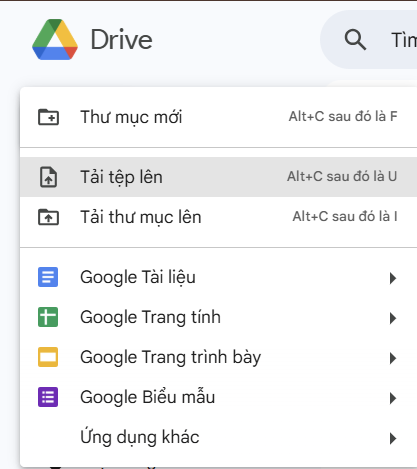 Drive
Tìm
Thư mục mới Alt+C sau đó là F
Tải tệp lên Alt+C sau đó là U
Tải thư mục lên Alt+C sau đó là I
Google Tài liệu
Google Trang tính
Google Trang trình bày
Google Biểu mẫu
Ứng dụng khác